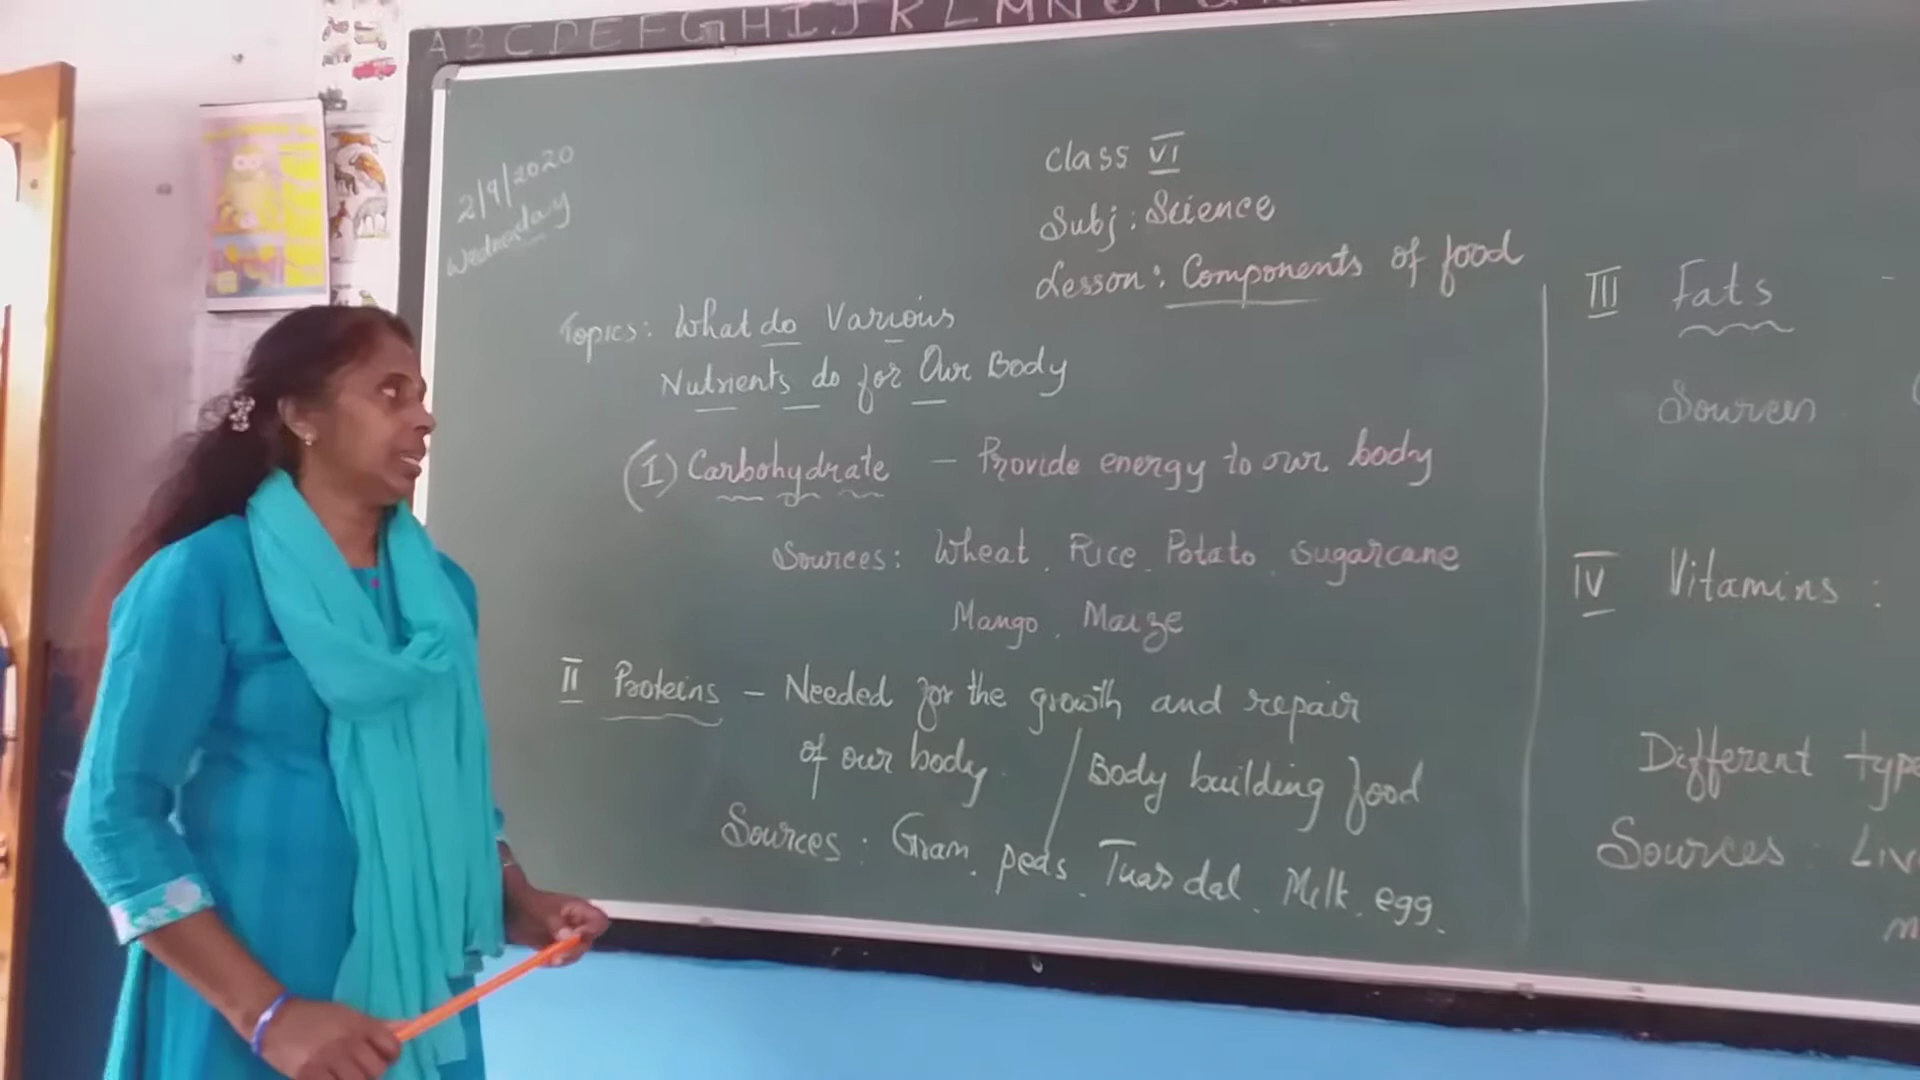 A B C D E F G H I J K L M N O P
2/9/2020
Wednesday
Class VI
Subj: Science
Lesson: Components of food
Topics: What do Various
Nutrients do for Our Body
(I) Carbohydrate - Provide energy to our body
Sources: Wheat, Rice, Potato, Sugarcane
Mango, Maize
II Proteins - Needed for the growth and repair
of our body. / Body building food
Sources: Gram, peas, Tuar dal, Milk, egg.
III Fats -
Sources
IV Vitamins :
Different type
Sources: Liv